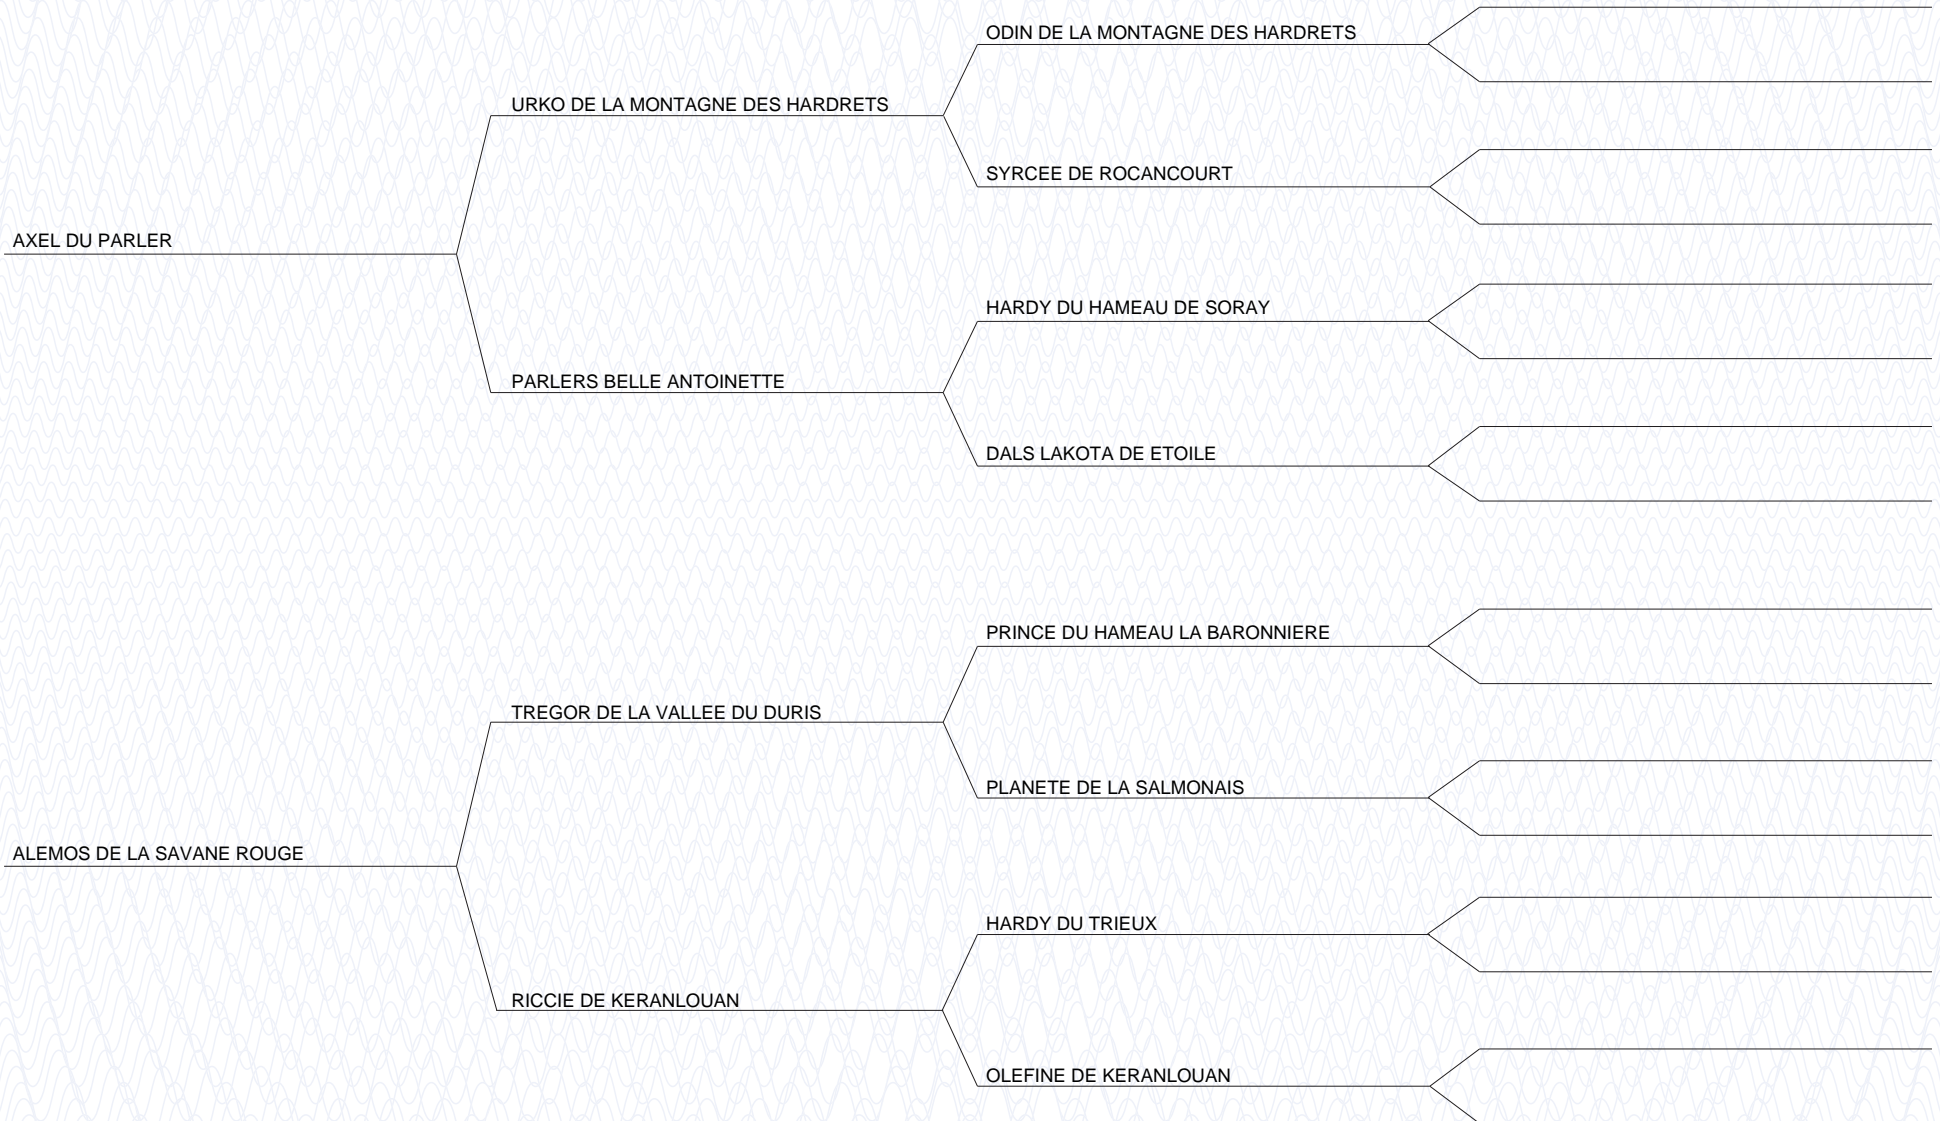 ODIN DE LA MONTAGNE DES HARDRETS
URKO DE LA MONTAGNE DES HARDRETS
SYRCEE DE ROCANCOURT
AXEL DU PARLER
HARDY DU HAMEAU DE SORAY
PARLERS BELLE ANTOINETTE
DALS LAKOTA DE ETOILE
PRINCE DU HAMEAU LA BARONNIERE
TREGOR DE LA VALLEE DU DURIS
PLANETE DE LA SALMONAIS
ALEMOS DE LA SAVANE ROUGE
HARDY DU TRIEUX
RICCIE DE KERANLOUAN
OLEFINE DE KERANLOUAN